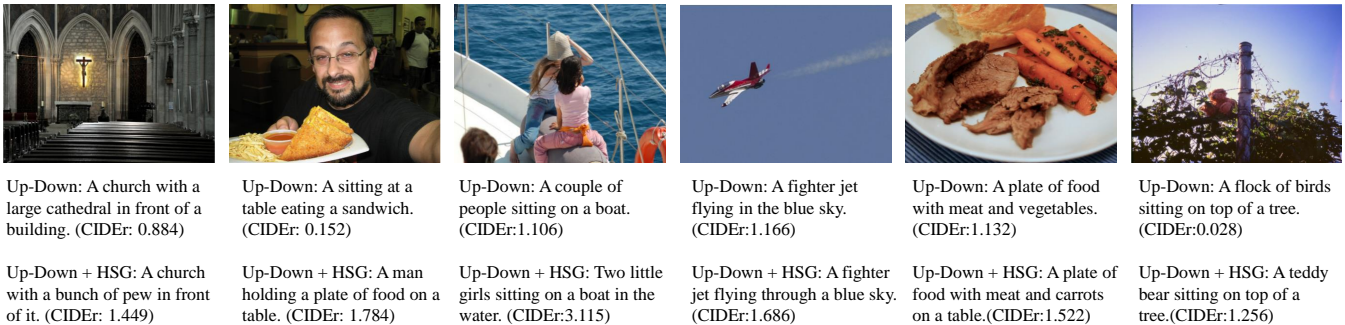 Up-Down: A church with a
large cathedral in front of a
building. (CIDEr: 0.884)
Up-Down + HSG: A church
with a bunch of pew in front
of it. (CIDEr: 1.449)
Up-Down: A sitting at a
table eating a sandwich.
(CIDEr: 0.152)
Up-Down + HSG: A man
holding a plate of food on a
table. (CIDEr: 1.784)
Up-Down: A couple of
people sitting on a boat.
(CIDEr:1.106)
Up-Down + HSG: Two little
girls sitting on a boat in the
water. (CIDEr:3.115)
Up-Down: A fighter jet
flying in the blue sky.
(CIDEr:1.166)
Up-Down + HSG: A fighter
jet flying through a blue sky.
(CIDEr:1.686)
Up-Down: A plate of food
with meat and vegetables.
(CIDEr:1.132)
Up-Down + HSG: A plate of
food with meat and carrots
on a table.(CIDEr:1.522)
Up-Down: A flock of birds
sitting on top of a tree.
(CIDEr:0.028)
Up-Down + HSG: A teddy
bear sitting on top of a
tree.(CIDEr:1.256)